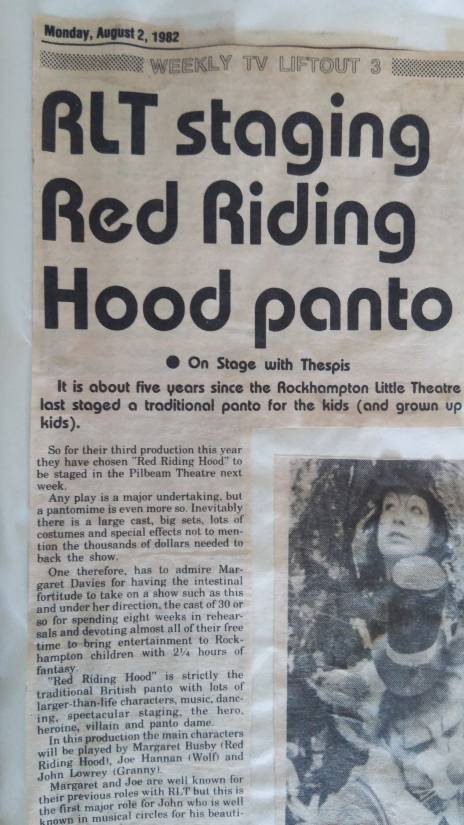 Monday, August 2, 1982
WEEKLY TV LIFTOUT 3
RLT staging
Red Riding
Hood panto
● On Stage with Thespis
It is about five years since the Rockhampton Little Theatre
last staged a traditional panto for the kids (and grown up
kids).
So for their third production this year
they have chosen "Red Riding Hood" to
be staged in the Pilbeam Theatre next
week.
Any play is a major undertaking, but
a pantomime is even more so. Inevitably
there is a large cast, big sets, lots of
costumes and special effects not to men-
tion the thousands of dollars needed to
back the show.
One therefore, has to admire Mar-
garet Davies for having the intestinal
fortitude to take on a show such as this
and under her direction, the cast of 30 or
so for spending eight weeks in rehear-
sals and devoting almost all of their free
time to bring entertainment to Rock-
hampton children with 2¼ hours of
fantasy.
"Red Riding Hood" is strictly the
traditional British panto with lots of
larger-than-life characters, music, danc-
ing, spectacular staging, the hero,
heroine, villain and panto dame.
In this production the main characters
will be played by Margaret Busby (Red
Riding Hood), Joe Hannan (Wolf) and
John Lowrey (Granny).
Margaret and Joe are well known for
their previous roles with RLT but this is
the first major role for John who is well
known in musical circles for his beauti-